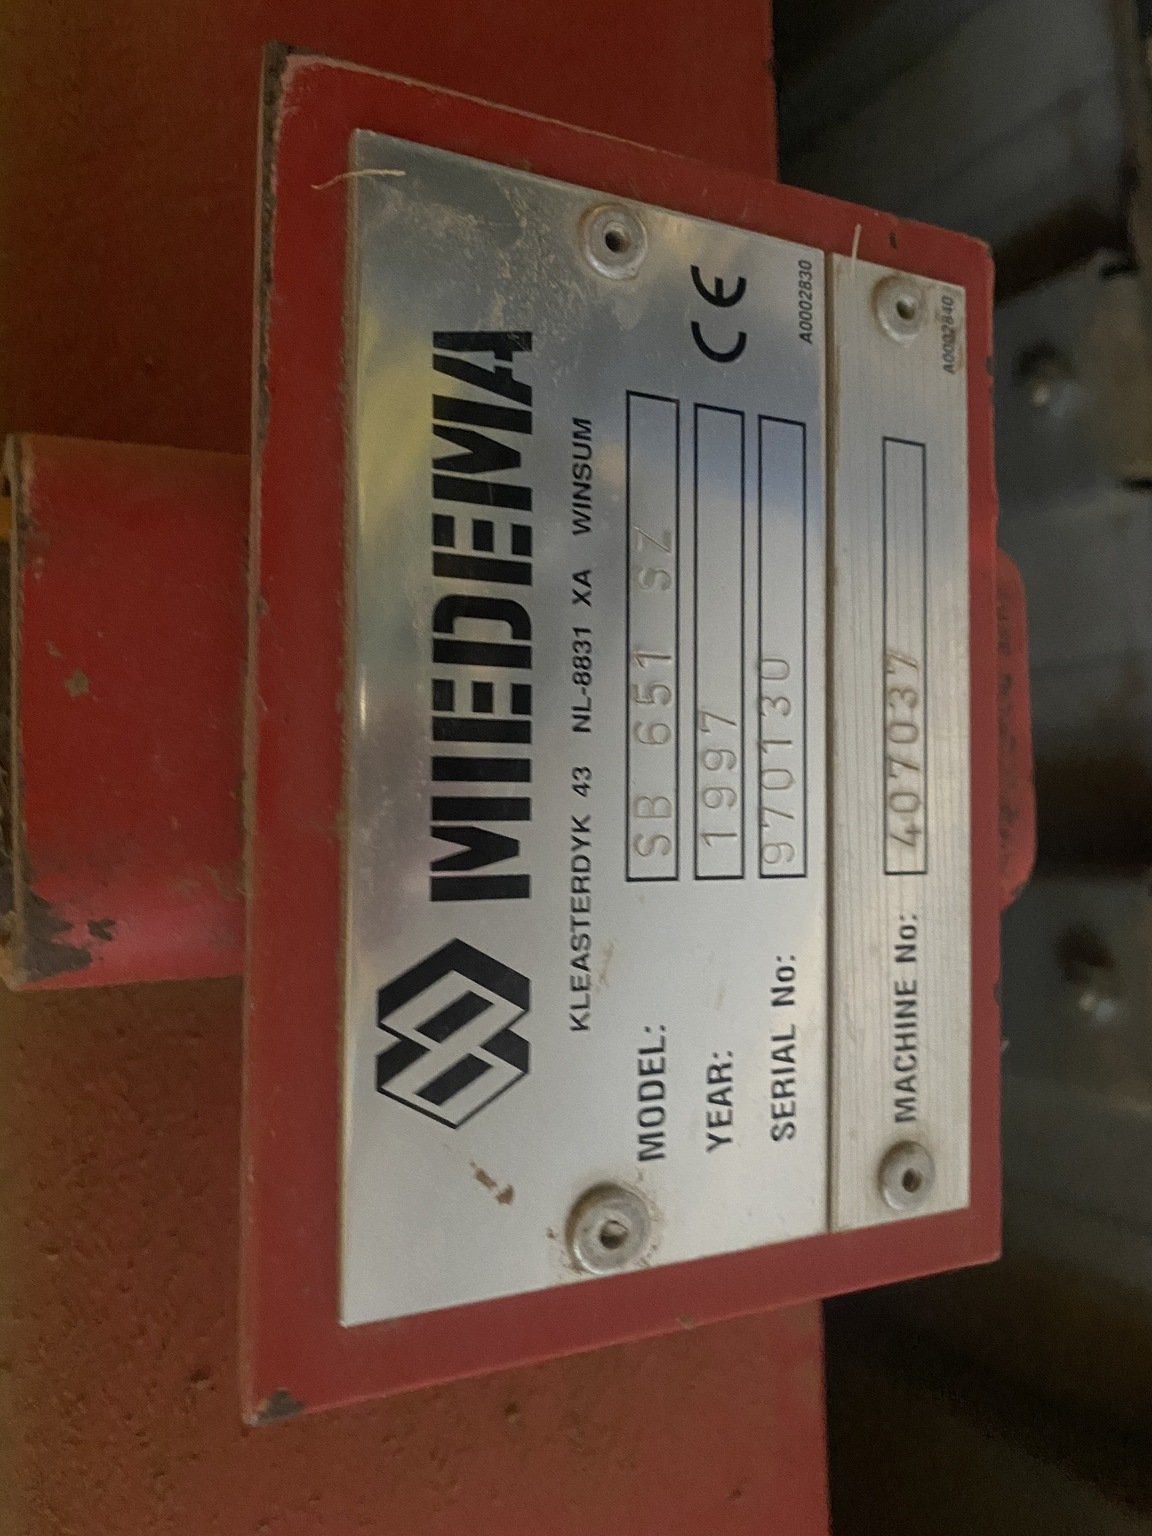 MIEDEMA
KLEASTERDYK 43 NL-8831 XA WINSUM
MODEL: SB 651 SZ
YEAR: 1997 CE
SERIAL No: 970130
A0002830
MACHINE No: 407037
A0002840